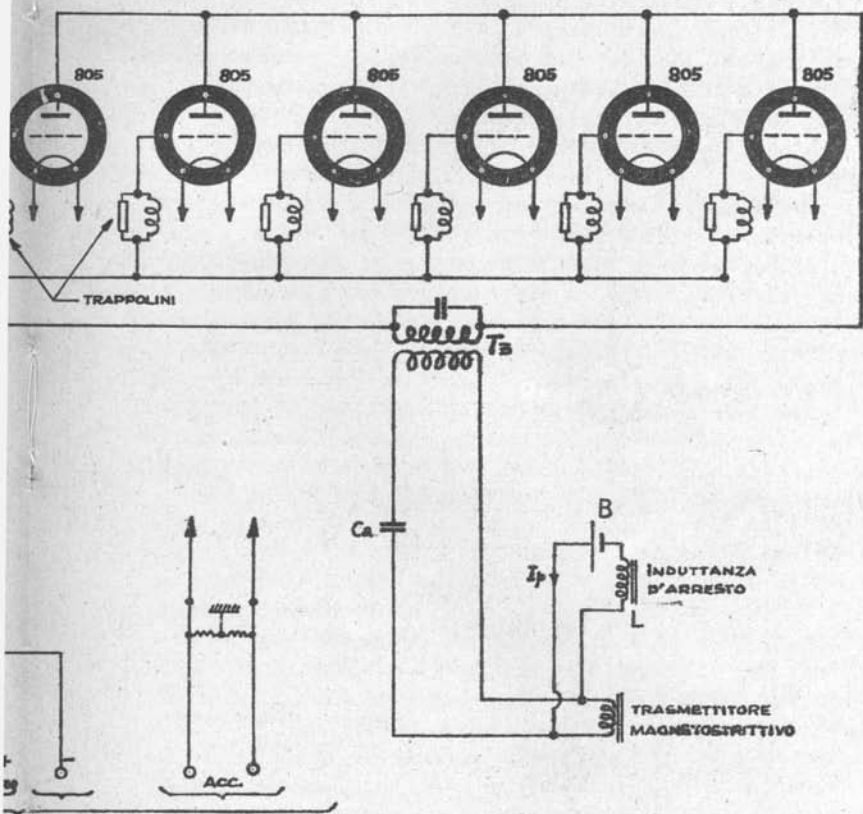 805
805
805
805
805
805
TRAPPOLINI
T3
Ca
B
Ip
INDUTTANZA
D'ARRESTO
L
TRASMETTITORE
MAGNETOSTRITTIVO
+
-
Acc.